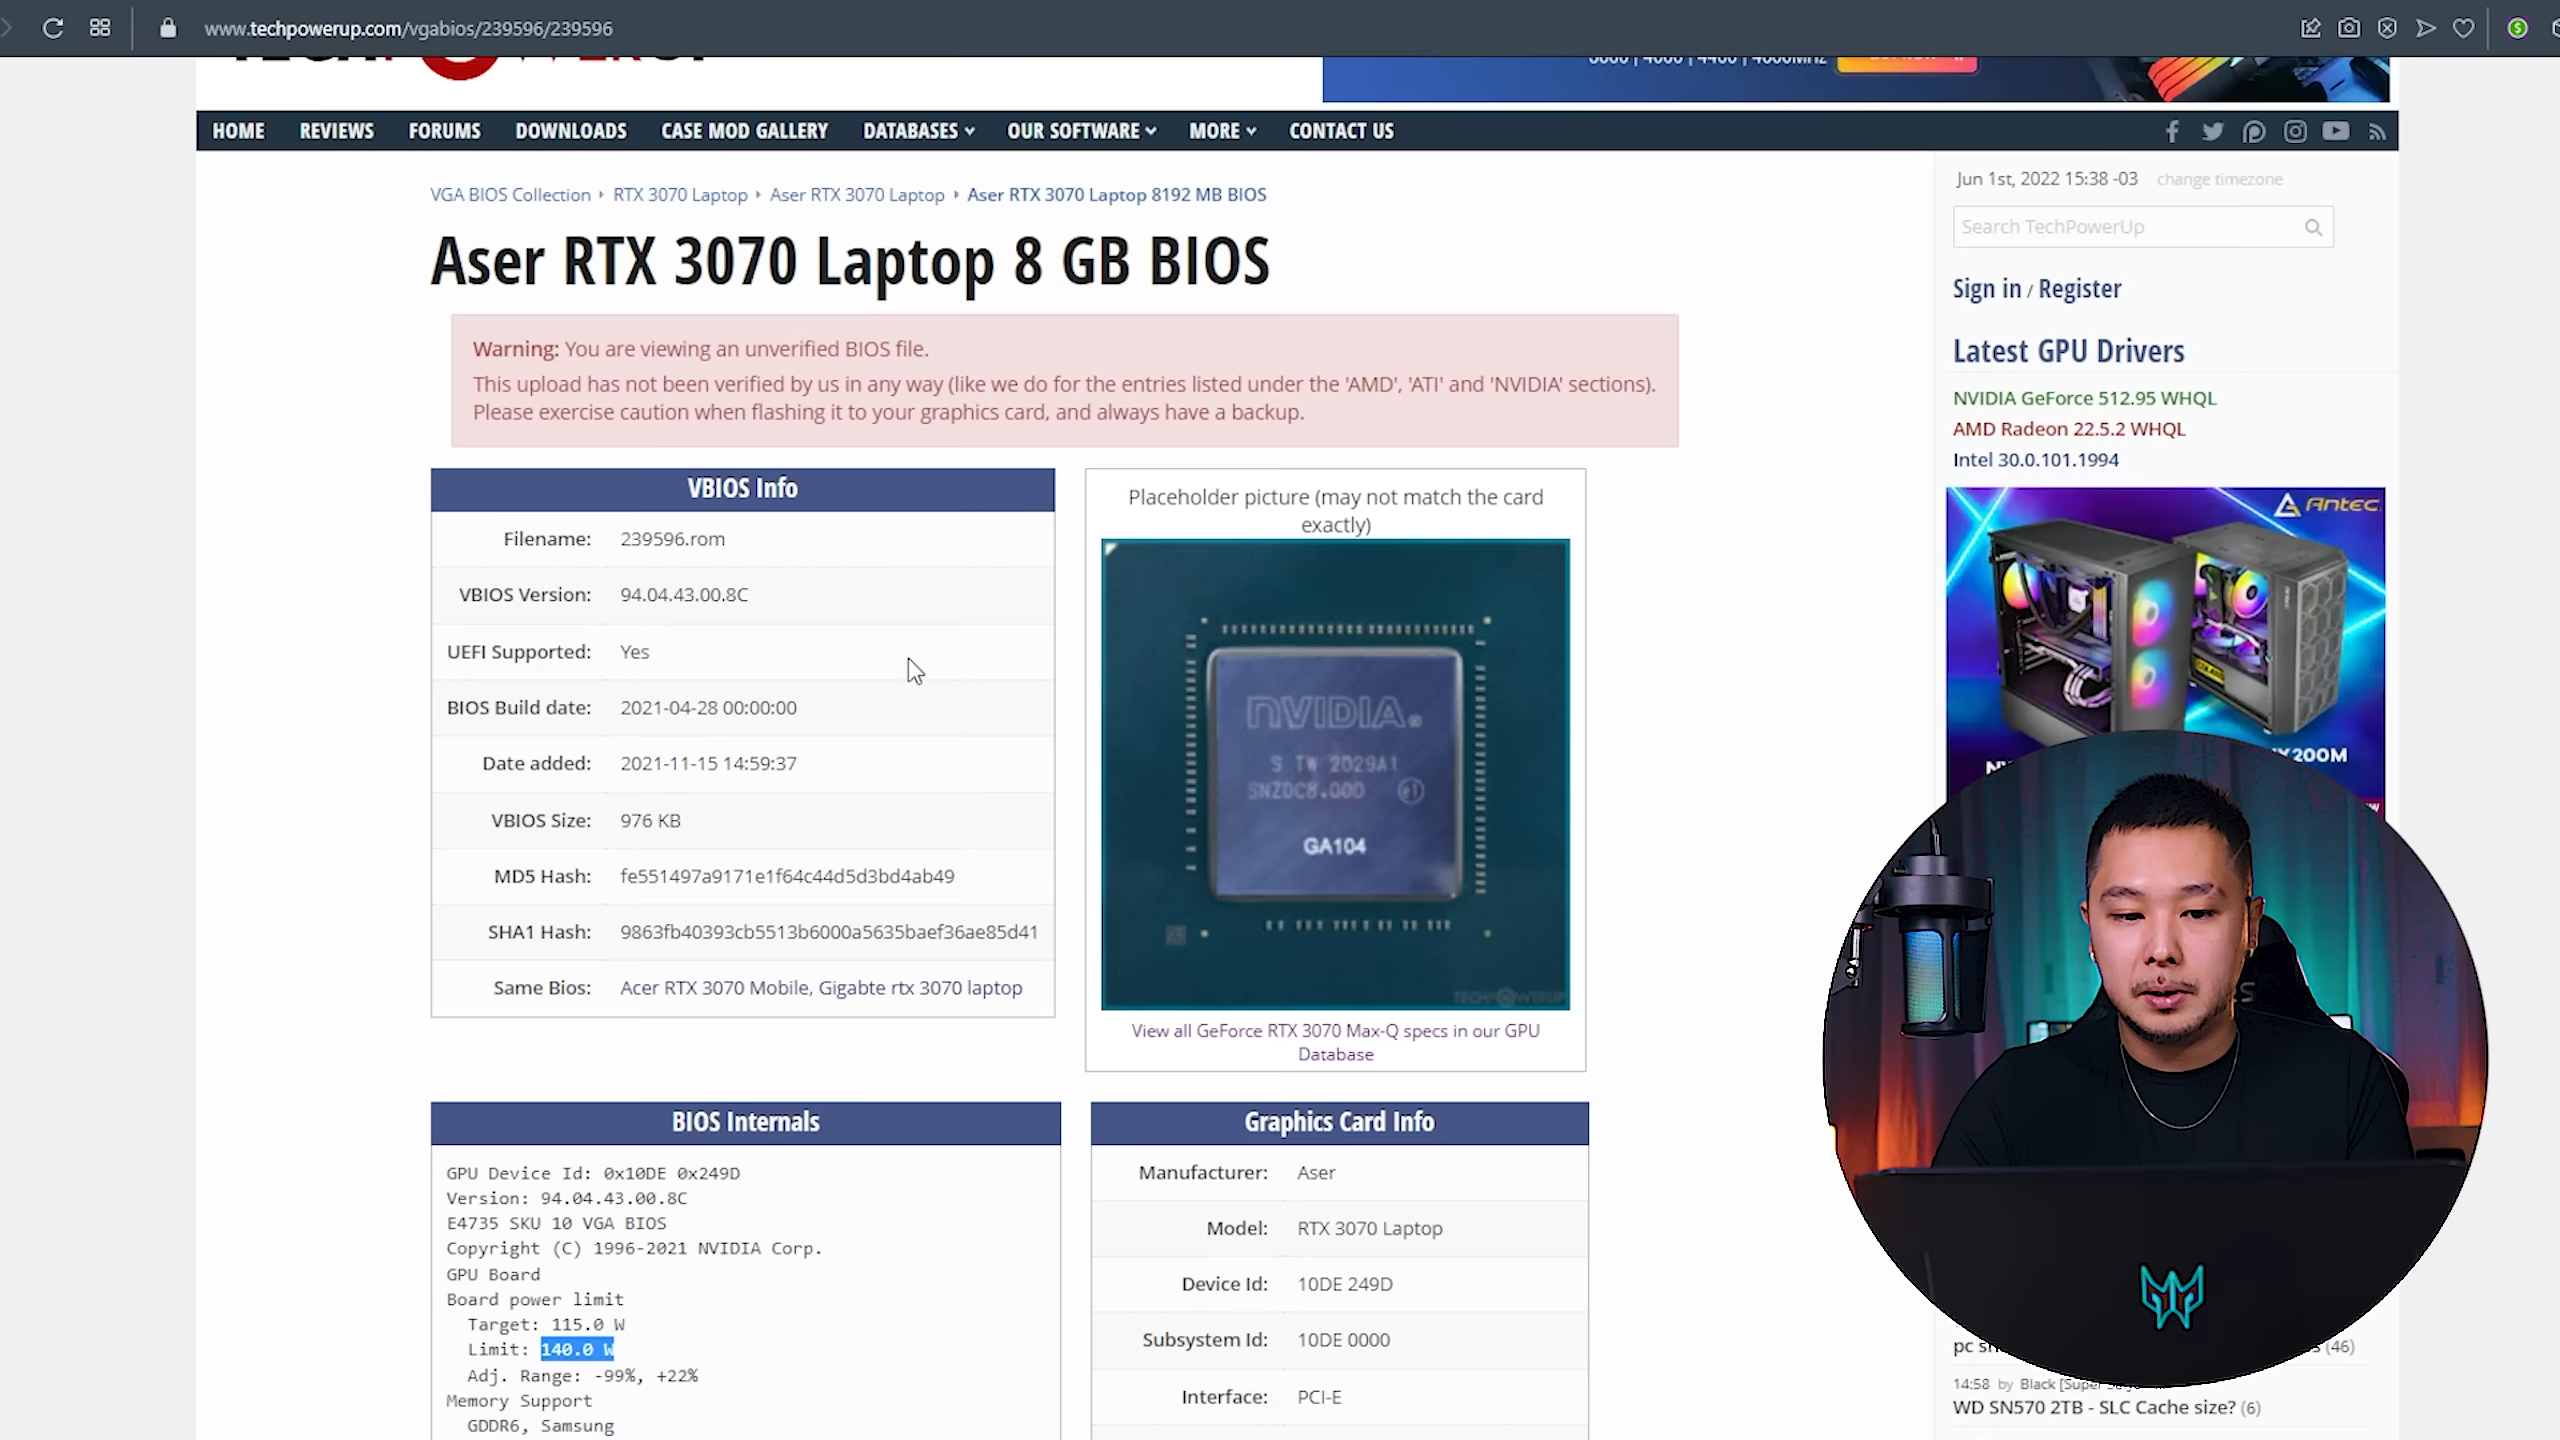 www.techpowerup.com/vgabios/239596/239596
HOME REVIEWS FORUMS DOWNLOADS CASE MOD GALLERY DATABASES OUR SOFTWARE MORE CONTACT US
VGA BIOS Collection RTX 3070 Laptop Aser RTX 3070 Laptop Aser RTX 3070 Laptop 8192 MB BIOS
Aser RTX 3070 Laptop 8 GB BIOS
Warning: You are viewing an unverified BIOS file.
This upload has not been verified by us in any way (like we do for the entries listed under the 'AMD', 'ATI' and 'NVIDIA' sections).
Please exercise caution when flashing it to your graphics card, and always have a backup.
VBIOS Info
Filename: 239596.rom
VBIOS Version: 94.04.43.00.8C
UEFI Supported: Yes
BIOS Build date: 2021-04-28 00:00:00
Date added: 2021-11-15 14:59:37
VBIOS Size: 976 KB
MD5 Hash: fe551497a9171e1f64c44d5d3bd4ab49
SHA1 Hash: 9863fb40393cb5513b6000a5635baef36ae85d41
Same Bios: Acer RTX 3070 Mobile, Gigabte rtx 3070 laptop
Placeholder picture (may not match the card
exactly)
NVIDIA
S TW 2029A1
SNZDC8.000 e1
GA104
TECHPOWERUP
View all GeForce RTX 3070 Max-Q specs in our GPU
Database
BIOS Internals
GPU Device Id: 0x10DE 0x249D
Version: 94.04.43.00.8C
E4735 SKU 10 VGA BIOS
Copyright (C) 1996-2021 NVIDIA Corp.
GPU Board
Board power limit
Target: 115.0 W
Limit: 140.0 W
Adj. Range: -99%, +22%
Memory Support
GDDR6, Samsung
Graphics Card Info
Manufacturer: Aser
Model: RTX 3070 Laptop
Device Id: 10DE 249D
Subsystem Id: 10DE 0000
Interface: PCI-E
Jun 1st, 2022 15:38 -03 change timezone
Search TechPowerUp
Sign in / Register
Latest GPU Drivers
NVIDIA GeForce 512.95 WHQL
AMD Radeon 22.5.2 WHQL
Intel 30.0.101.1994
Antec
200M
pc (46)
14:58 by Black
WD SN570 2TB - SLC Cache size? (6)